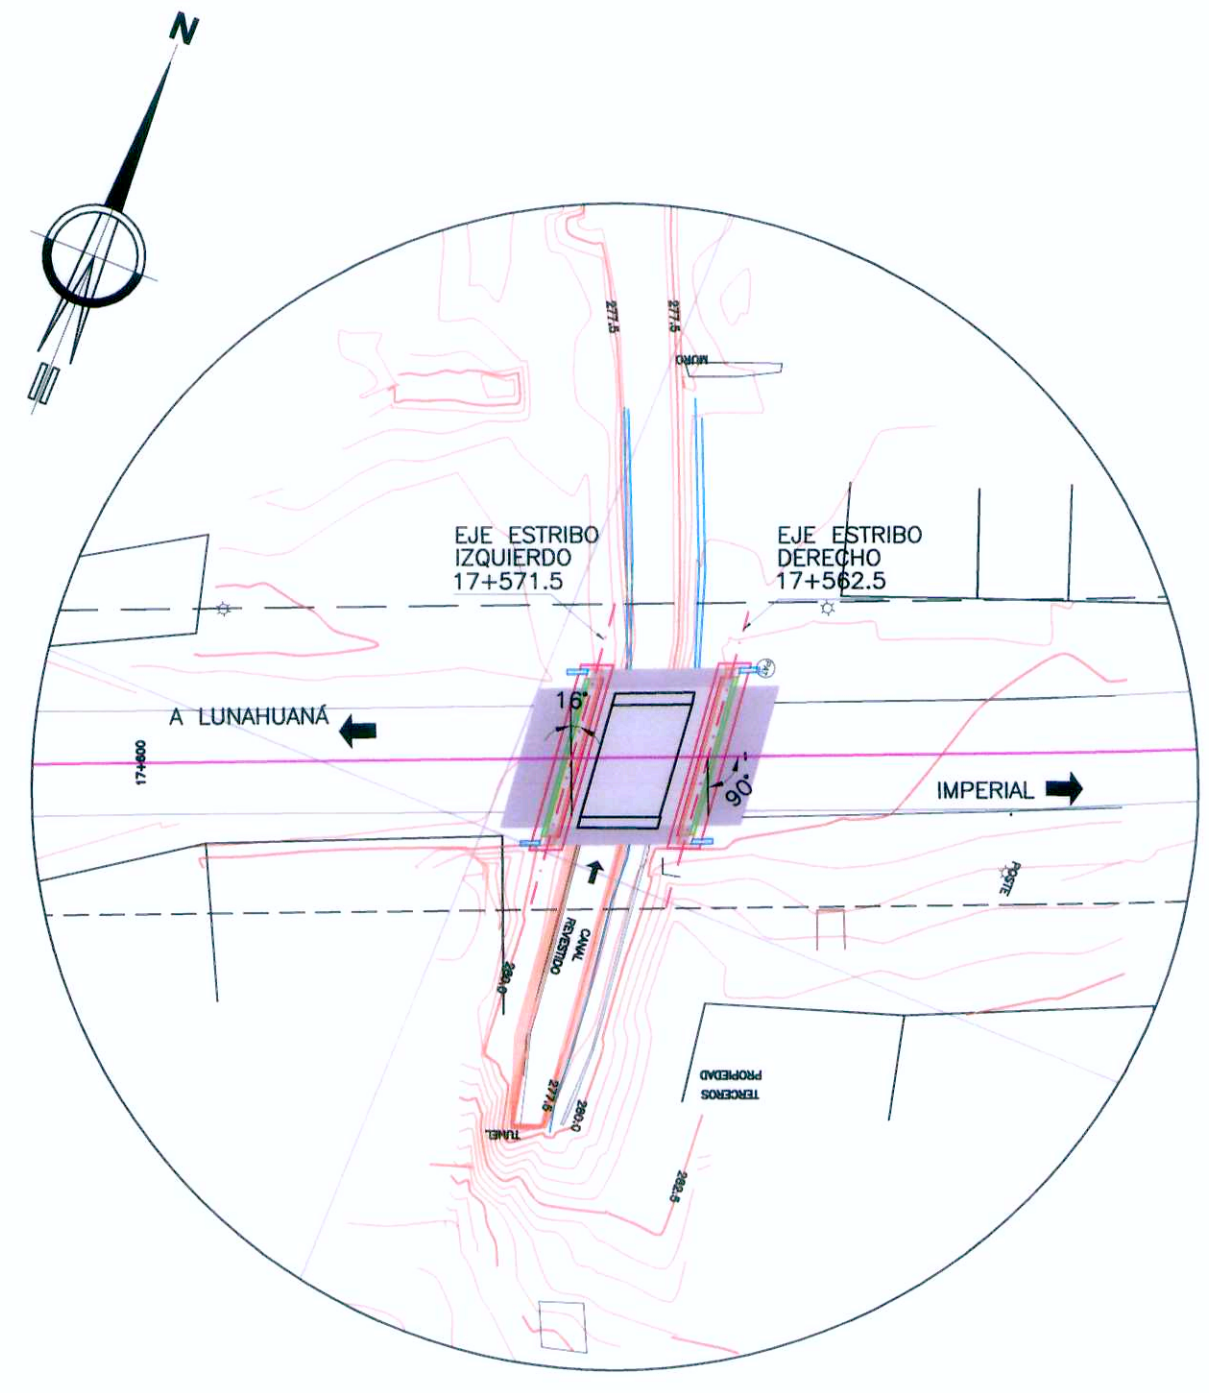 N
277.5
277.5
MURO
EJE ESTRIBO
IZQUIERDO
17+571.5
EJE ESTRIBO
DERECHO
17+562.5
16°
A LUNAHUANÁ
17+600
90°
IMPERIAL
POSTE
CANAL
REVESTIDO
280.0
277.5
280.0
TUNEL
PROPIEDAD
TERCEROS
282.5